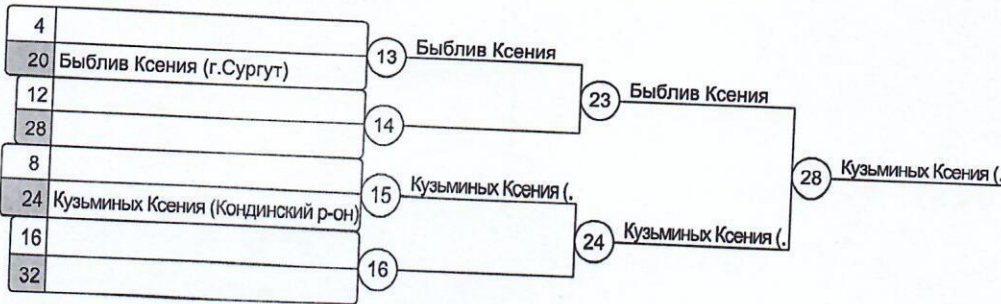 4
20 Быблив Ксения (г.Сургут)
12
28
8
24 Кузьминых Ксения (Кондинский р-он)
16
32
13 Быблив Ксения
14
15 Кузьминых Ксения (.
16
23 Быблив Ксения
24 Кузьминых Ксения (.
28 Кузьминых Ксения (.